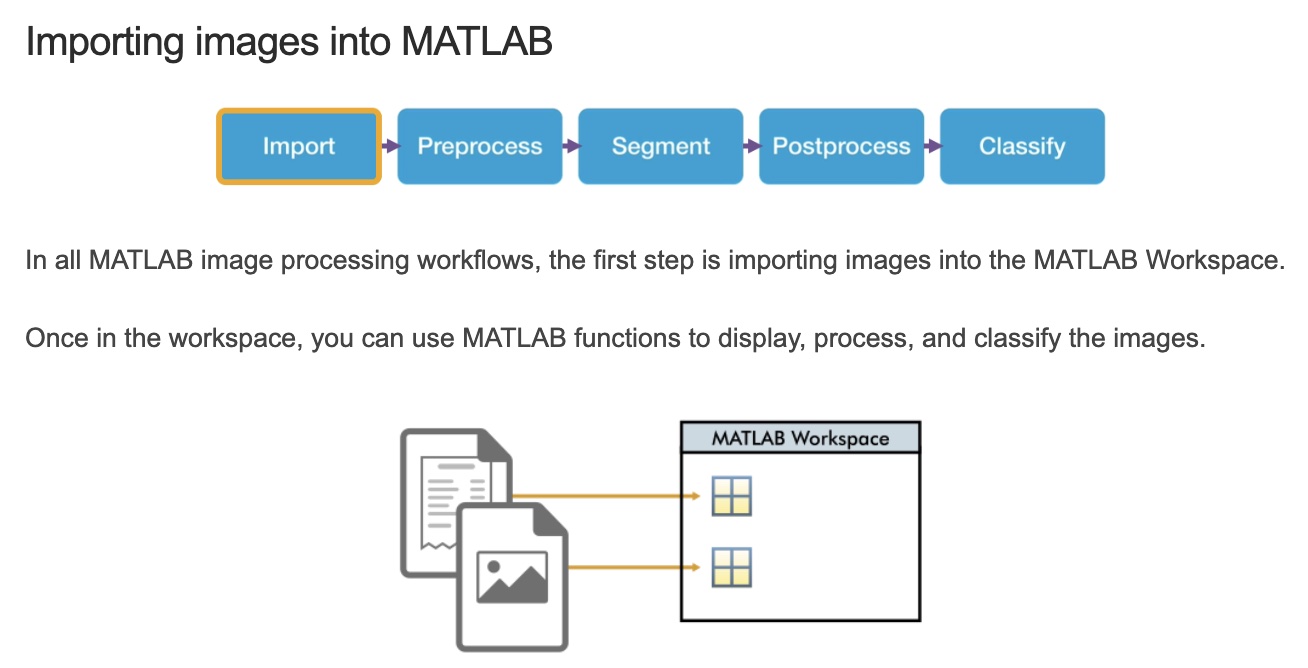 Importing images into MATLAB
Import Preprocess Segment Postprocess Classify
In all MATLAB image processing workflows, the first step is importing images into the MATLAB Workspace.
Once in the workspace, you can use MATLAB functions to display, process, and classify the images.
MATLAB Workspace